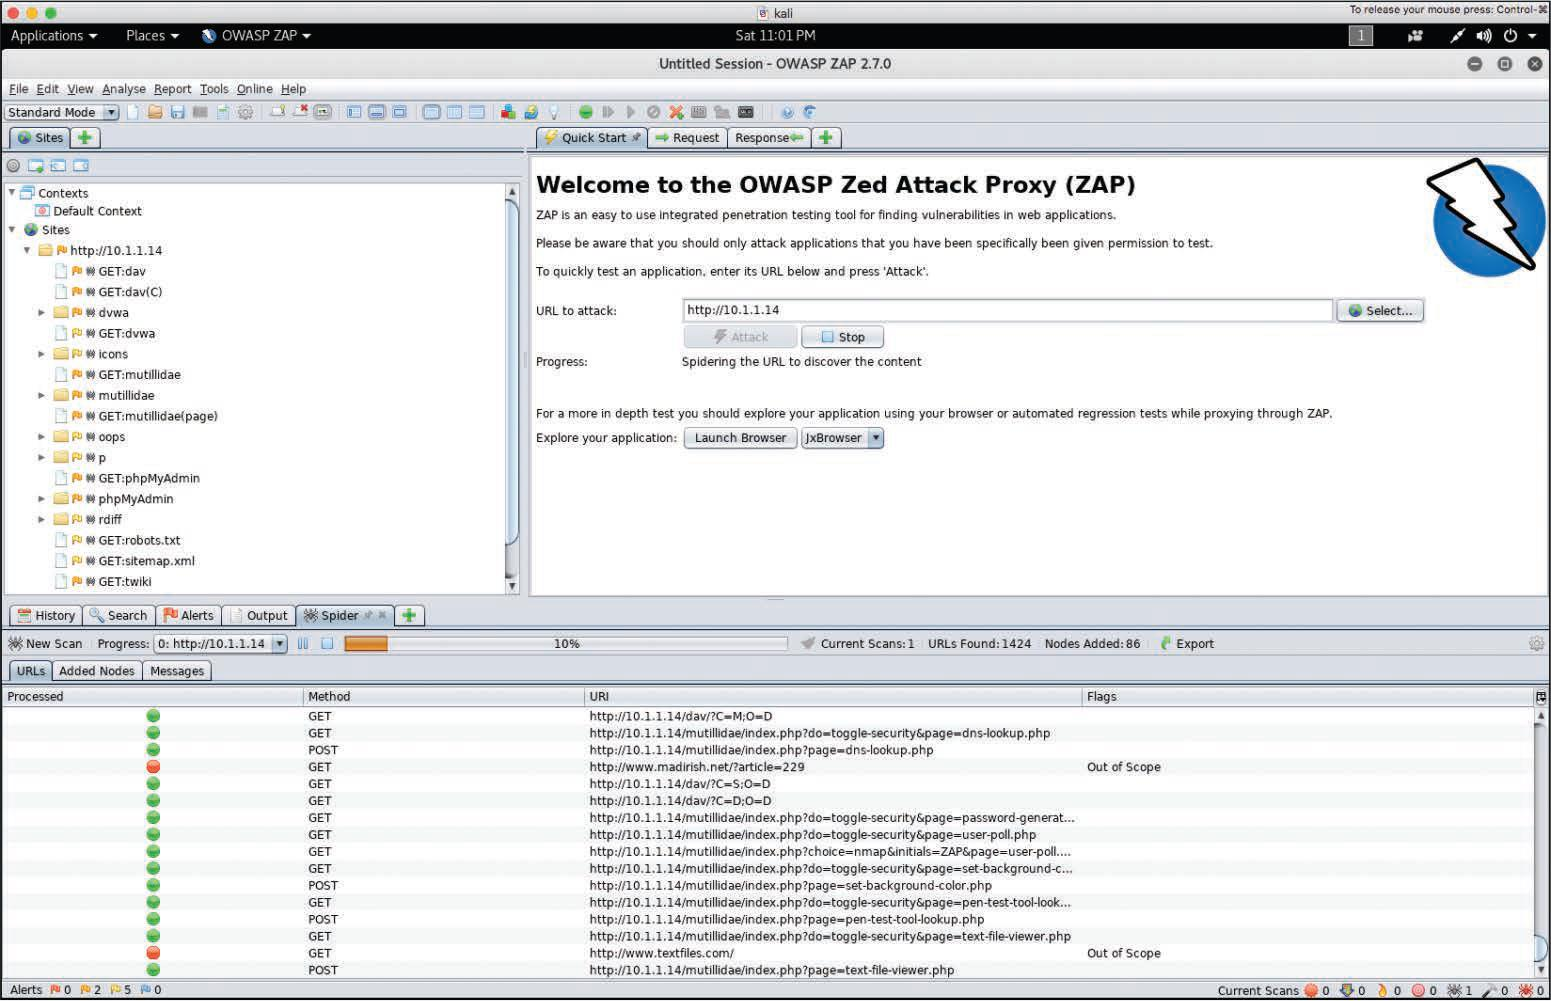 kali
To release your mouse press: Control-⌘
Applications Places OWASP ZAP
Sat 11:01 PM
1
Untitled Session - OWASP ZAP 2.7.0
File Edit View Analyse Report Tools Online Help
Standard Mode
Sites
Quick Start Request Response
Contexts
Default Context
Sites
http://10.1.1.14
GET:dav
GET:dav(C)
dvwa
GET:dvwa
icons
GET:mutillidae
mutillidae
GET:mutillidae(page)
oops
p
GET:phpMyAdmin
phpMyAdmin
rdiff
GET:robots.txt
GET:sitemap.xml
GET:twiki
Welcome to the OWASP Zed Attack Proxy (ZAP)
ZAP is an easy to use integrated penetration testing tool for finding vulnerabilities in web applications.
Please be aware that you should only attack applications that you have been specifically been given permission to test.
To quickly test an application, enter its URL below and press 'Attack'.
URL to attack: http://10.1.1.14 Select...
Attack Stop
Progress: Spidering the URL to discover the content
For a more in depth test you should explore your application using your browser or automated regression tests while proxying through ZAP.
Explore your application: Launch Browser JxBrowser
History Search Alerts Output Spider
New Scan Progress: 0: http://10.1.1.14 10% Current Scans:1 URLs Found:1424 Nodes Added:86 Export
URLs Added Nodes Messages
Processed Method URI Flags
GET http://10.1.1.14/dav/?C=M;O=D
GET http://10.1.1.14/mutillidae/index.php?do=toggle-security&page=dns-lookup.php
POST http://10.1.1.14/mutillidae/index.php?page=dns-lookup.php
GET http://www.madirish.net/?article=229 Out of Scope
GET http://10.1.1.14/dav/?C=S;O=D
GET http://10.1.1.14/dav/?C=D;O=D
GET http://10.1.1.14/mutillidae/index.php?do=toggle-security&page=password-generat...
GET http://10.1.1.14/mutillidae/index.php?do=toggle-security&page=user-poll.php
GET http://10.1.1.14/mutillidae/index.php?choice=nmap&initials=ZAP&page=user-poll....
GET http://10.1.1.14/mutillidae/index.php?do=toggle-security&page=set-background-c...
POST http://10.1.1.14/mutillidae/index.php?page=set-background-color.php
GET http://10.1.1.14/mutillidae/index.php?do=toggle-security&page=pen-test-tool-look...
POST http://10.1.1.14/mutillidae/index.php?page=pen-test-tool-lookup.php
GET http://10.1.1.14/mutillidae/index.php?do=toggle-security&page=text-file-viewer.php
GET http://www.textfiles.com/ Out of Scope
POST http://10.1.1.14/mutillidae/index.php?page=text-file-viewer.php
Alerts 0 2 5 0 Current Scans 0 0 0 0 1 0 0